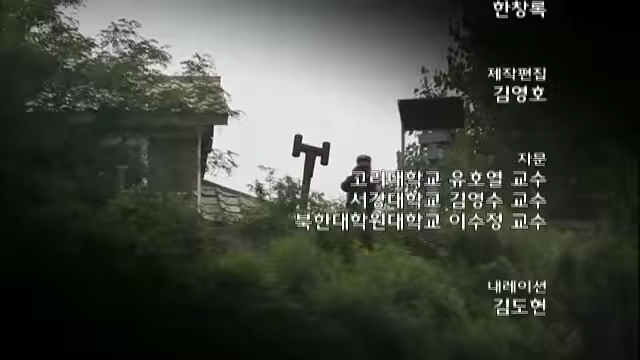 한창록
제작편집
김영호
자문
고려대학교 유호열 교수
서강대학교 김영수 교수
북한대학원대학교 이수정 교수
내레이션
김도현